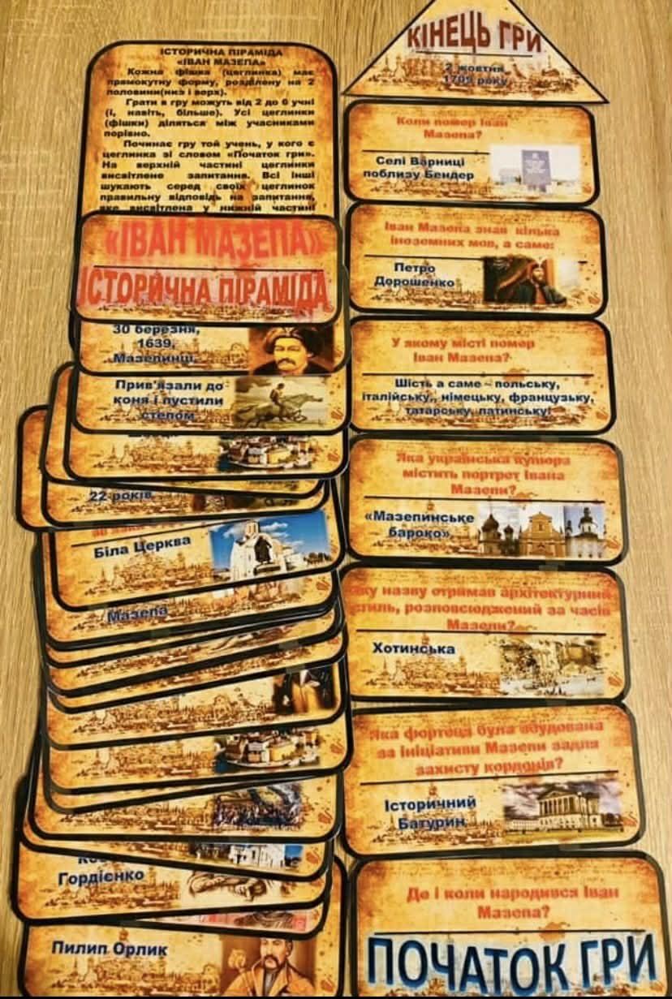 ІСТОРИЧНА ПІРАМІДА
«ІВАН МАЗЕПА»
Кожна фішка (цеглинка) має
прямокутну форму, розділену на 2
половини(низ і верх).
Грати в гру можуть від 2 до 6 учні
(і, навіть, більше). Усі цеглинки
(фішки) діляться між учасниками
порівно.
Починає гру той учень, у кого є
цеглинка зі словом «Початок гри».
На верхній частині цеглинки
висвітлене запитання. Всі інші
шукають серед своїх цеглинок
правильну відповідь на запитання,
яке висвітлена у нижній частині
«ІВАН МАЗЕПА»
ІСТОРИЧНА ПІРАМІДА
30 березня,
1639,
Мазепинці
Прив'язали до
коня і пустили
степом
22 років
Біла Церква
Мазепа
Гордієнко
Пилип Орлик
КІНЕЦЬ ГРИ
2 жовтня
1709 року
Коли помер Іван
Мазепа?
Селі Варниці
поблизу Бендер
Іван Мазепа знав кілька
іноземних мов, а саме:
Петро
Дорошенко
У якому місті помер
Іван Мазепа?
Шість а саме – польську,
італійську, німецьку, французьку,
татарську, латинську!
Яка українська купюра
містить портрет Івана
Мазепи?
«Мазепинське
бароко»
Яку назву отримав архітектурний
стиль, розповсюджений за часів
Мазепи?
Хотинська
Яка фортеця була збудована
за ініціативи Мазепи задля
захисту кордонів?
Історичний
Батурин
Де і коли народився Іван
Мазепа?
ПОЧАТОК ГРИ